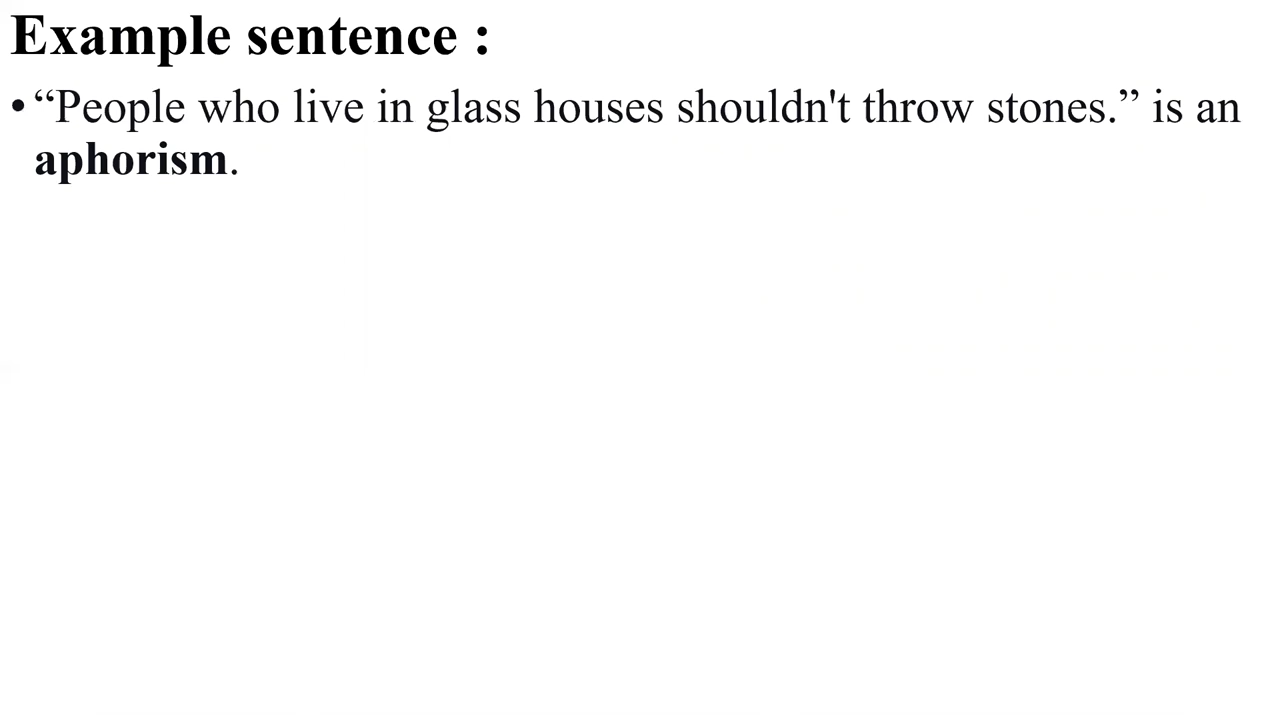 Example sentence :
• “People who live in glass houses shouldn't throw stones.” is an
aphorism.